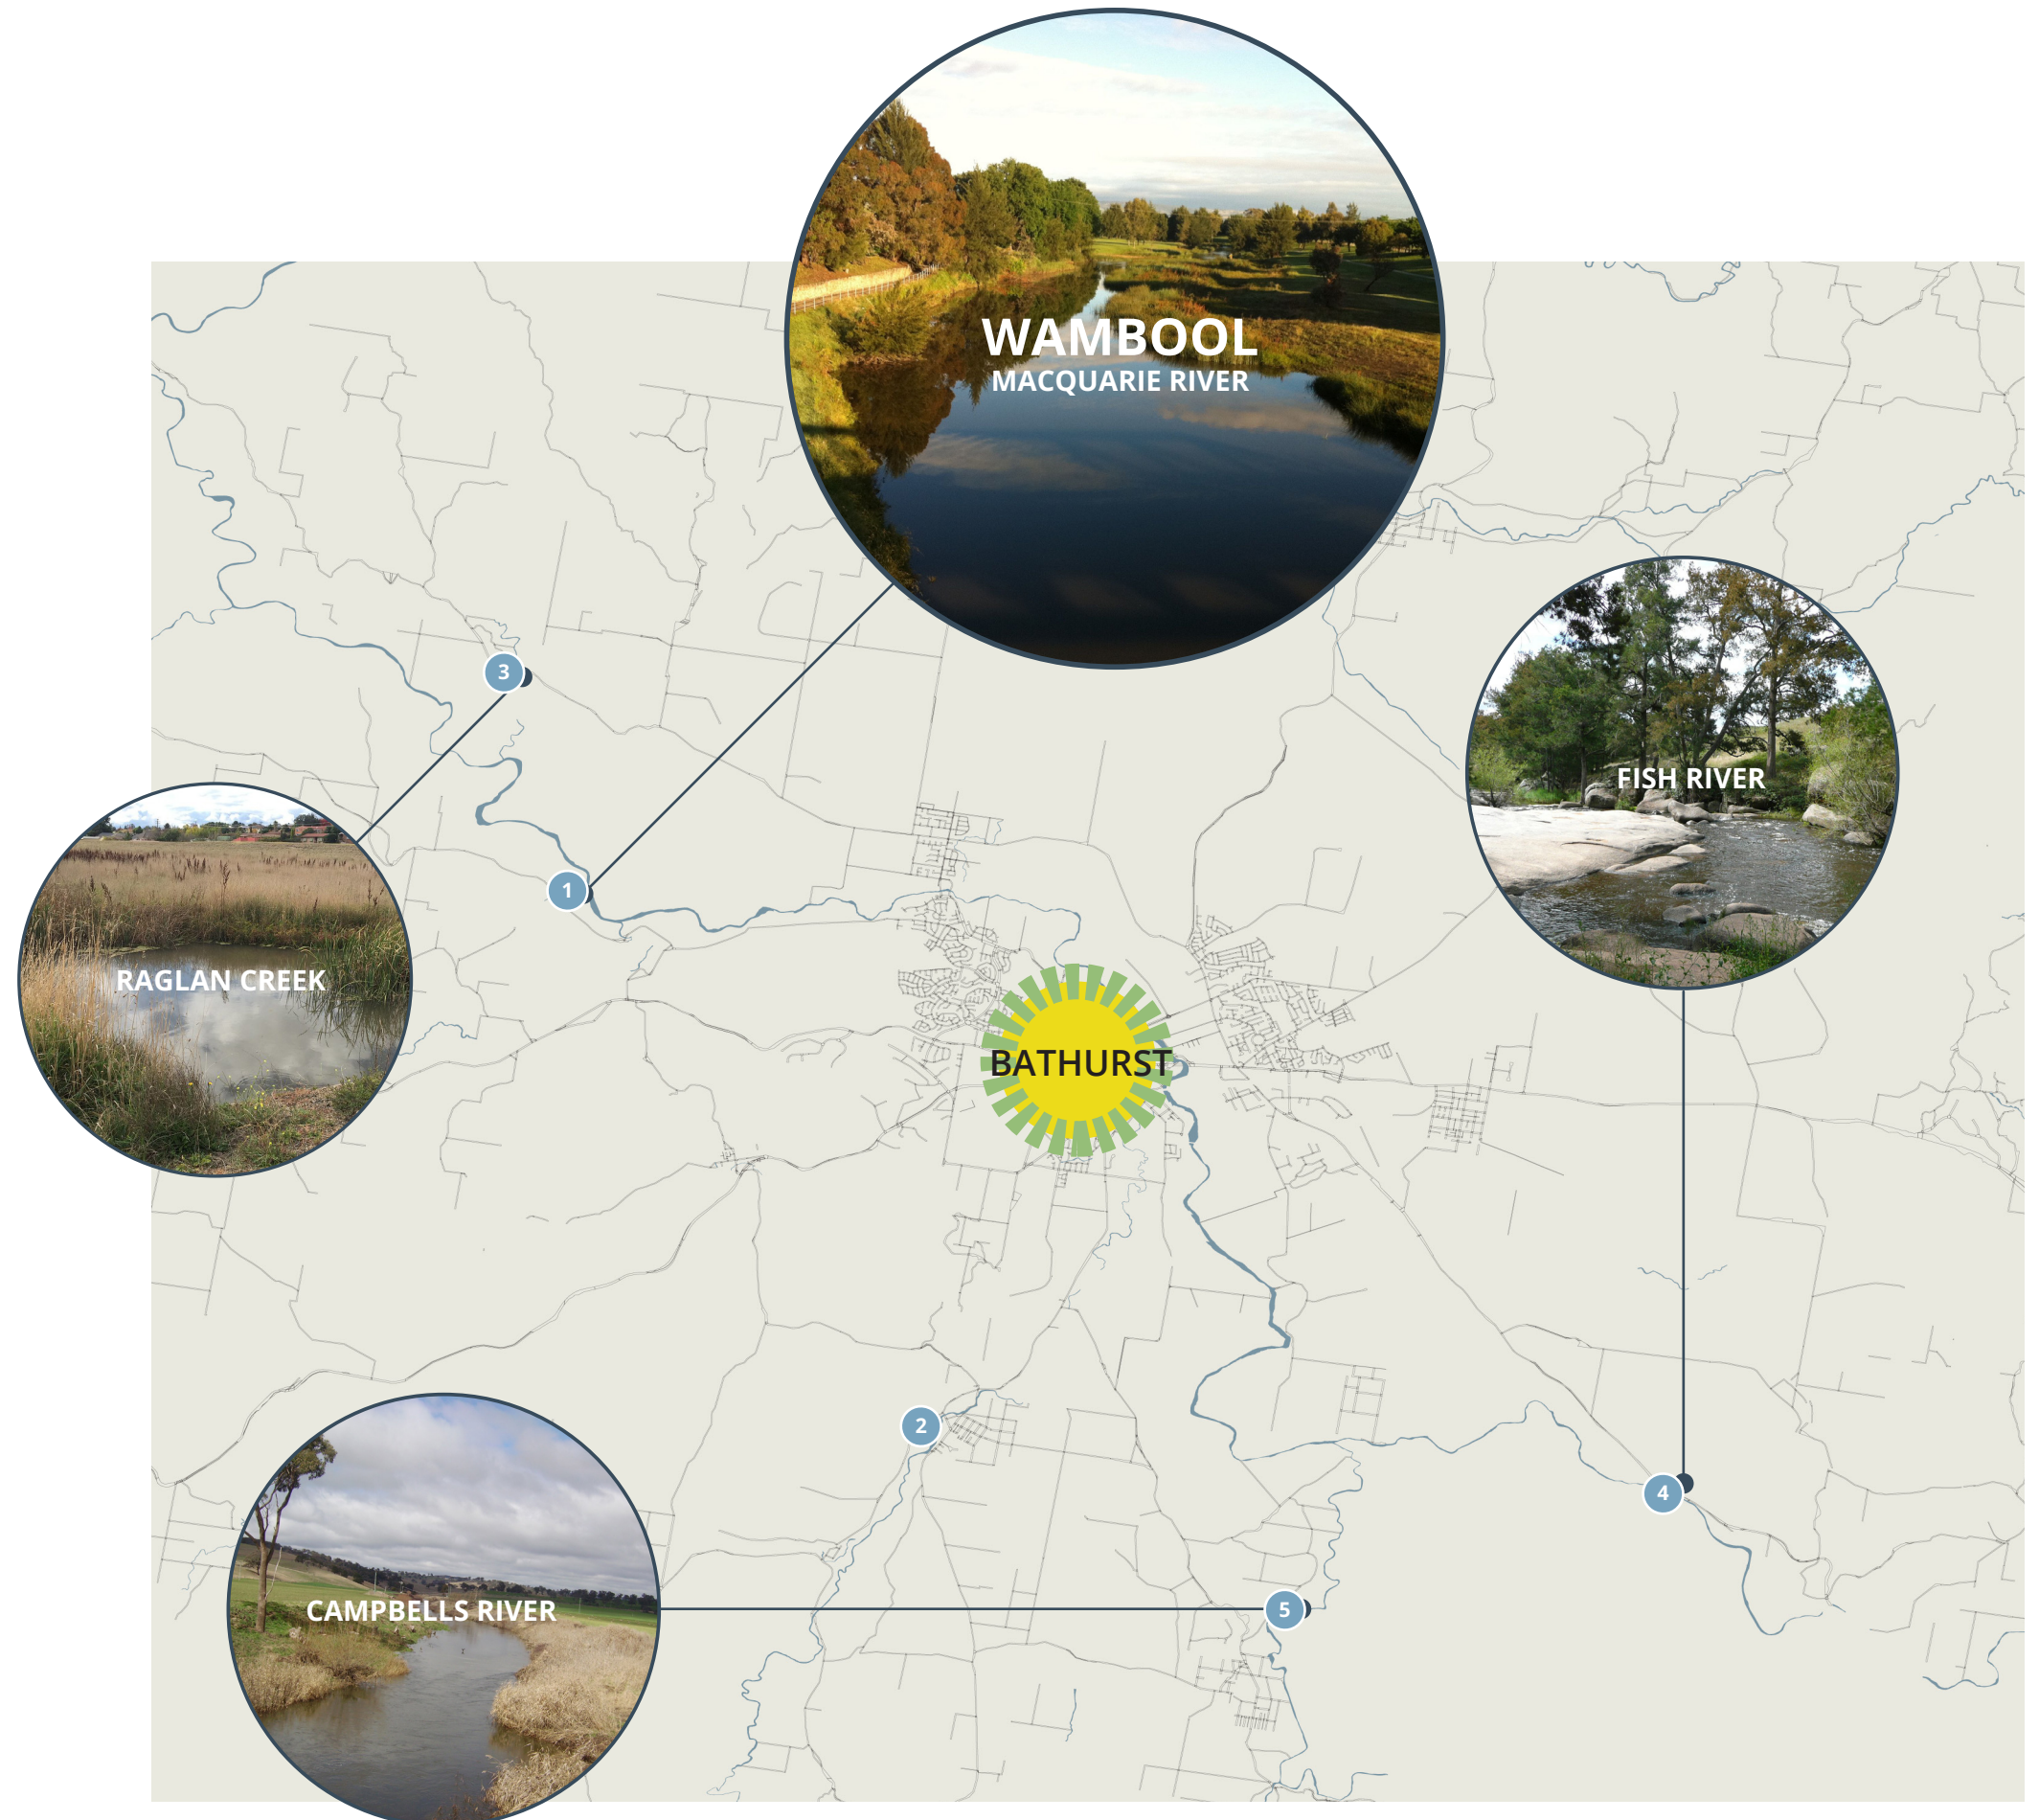 WAMBOOL
MACQUARIE RIVER
3
FISH RIVER
1
RAGLAN CREEK
BATHURST
2
4
CAMPBELLS RIVER
5